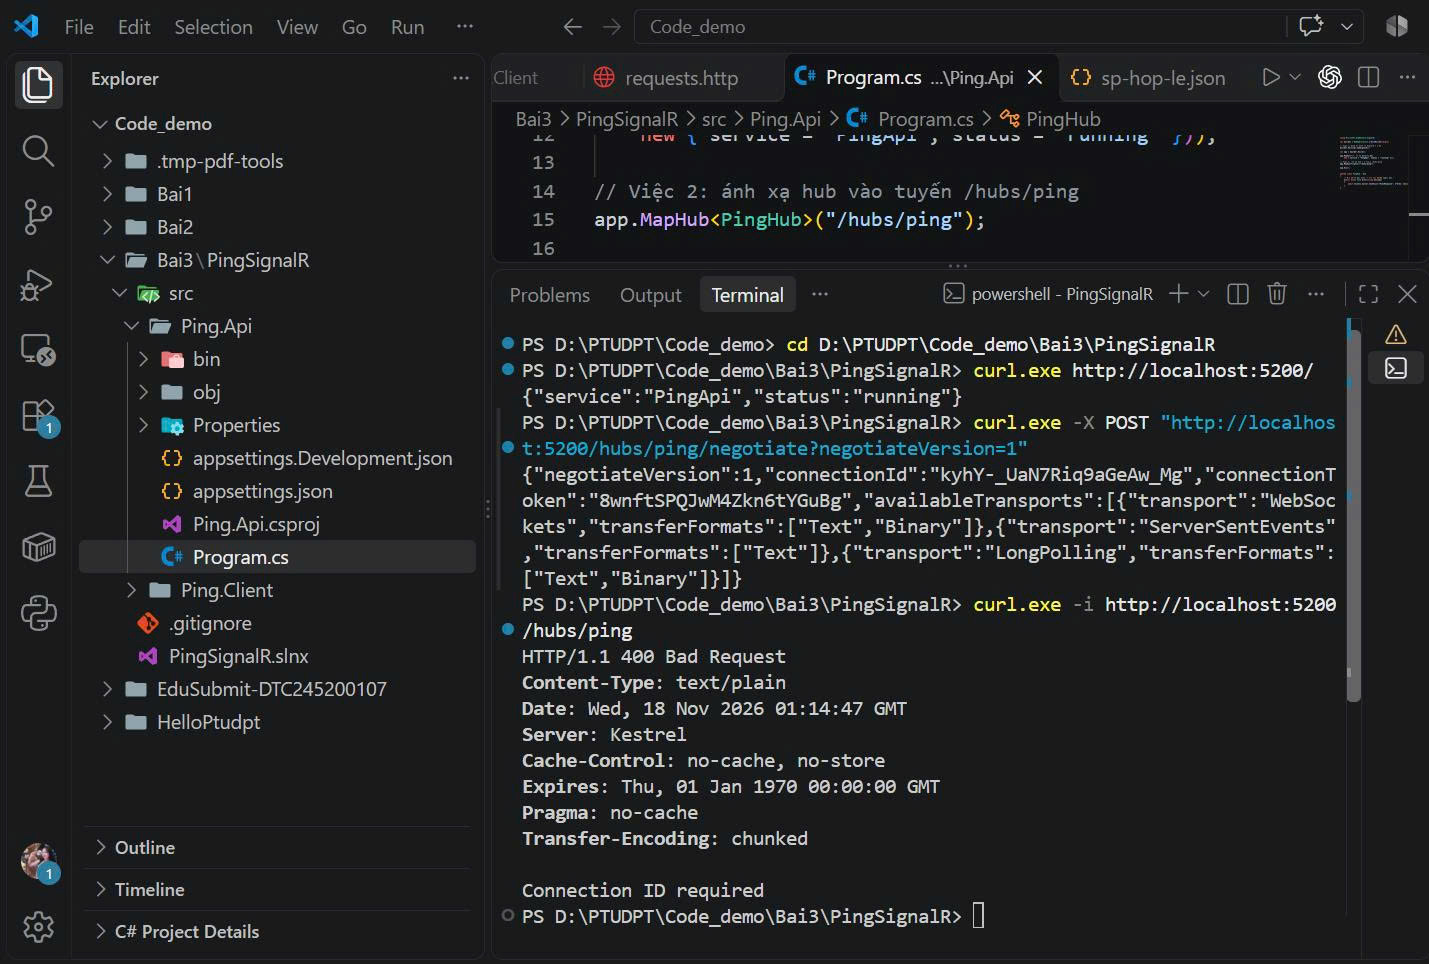 File Edit Selection View Go Run ...
Code_demo
Explorer
Code_demo
.tmp-pdf-tools
Bai1
Bai2
Bai3\PingSignalR
src
Ping.Api
bin
obj
Properties
appsettings.Development.json
appsettings.json
Ping.Api.csproj
Program.cs
Ping.Client
.gitignore
PingSignalR.slnx
EduSubmit-DTC245200107
HelloPtudpt
Outline
Timeline
C# Project Details
1
1
Client requests.http Program.cs ...\Ping.Api sp-hop-le.json
Bai3 > PingSignalR > src > Ping.Api > Program.cs > PingHub
12 new { service = "PingApi", status = "running" }));
13
14 // Việc 2: ánh xạ hub vào tuyến /hubs/ping
15 app.MapHub<PingHub>("/hubs/ping");
16
Problems Output Terminal ... powershell - PingSignalR
PS D:\PTUDPT\Code_demo> cd D:\PTUDPT\Code_demo\Bai3\PingSignalR
PS D:\PTUDPT\Code_demo\Bai3\PingSignalR> curl.exe http://localhost:5200/
{"service":"PingApi","status":"running"}
PS D:\PTUDPT\Code_demo\Bai3\PingSignalR> curl.exe -X POST "http://localhos
t:5200/hubs/ping/negotiate?negotiateVersion=1"
{"negotiateVersion":1,"connectionId":"kyhY-_UaN7Riq9aGeAw_Mg","connectionT
oken":"8wnftSPQJwM4Zkn6tYGuBg","availableTransports":[{"transport":"WebSoc
kets","transferFormats":["Text","Binary"]},{"transport":"ServerSentEvents"
,"transferFormats":["Text"]},{"transport":"LongPolling","transferFormats":
["Text","Binary"]}]}
PS D:\PTUDPT\Code_demo\Bai3\PingSignalR> curl.exe -i http://localhost:5200
/hubs/ping
HTTP/1.1 400 Bad Request
Content-Type: text/plain
Date: Wed, 18 Nov 2026 01:14:47 GMT
Server: Kestrel
Cache-Control: no-cache, no-store
Expires: Thu, 01 Jan 1970 00:00:00 GMT
Pragma: no-cache
Transfer-Encoding: chunked
Connection ID required
PS D:\PTUDPT\Code_demo\Bai3\PingSignalR>